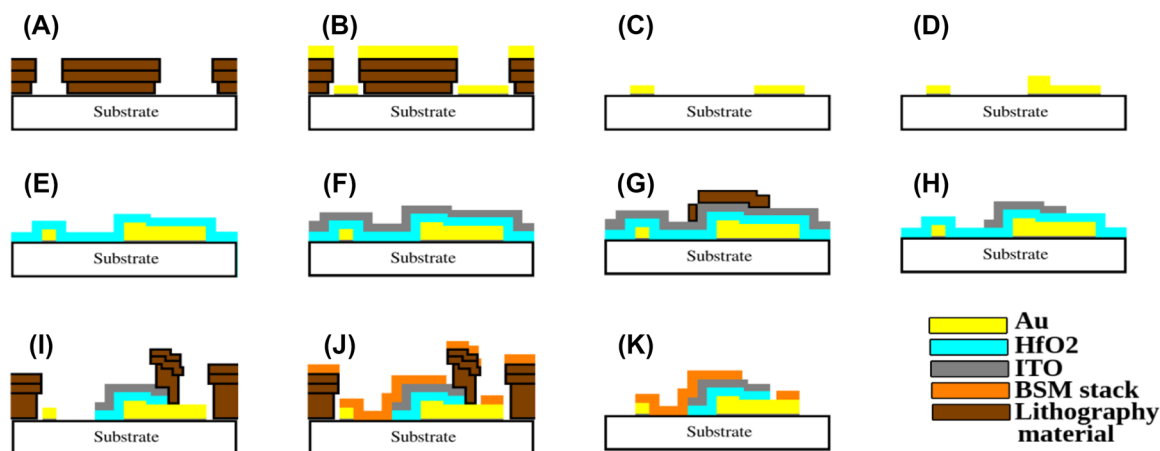 (A)
(B)
(C)
(D)
Substrate
Substrate
Substrate
Substrate
(E)
(F)
(G)
(H)
Substrate
Substrate
Substrate
Substrate
(I)
(J)
(K)
Substrate
Substrate
Substrate
Au
HfO2
ITO
BSM stack
Lithography
material